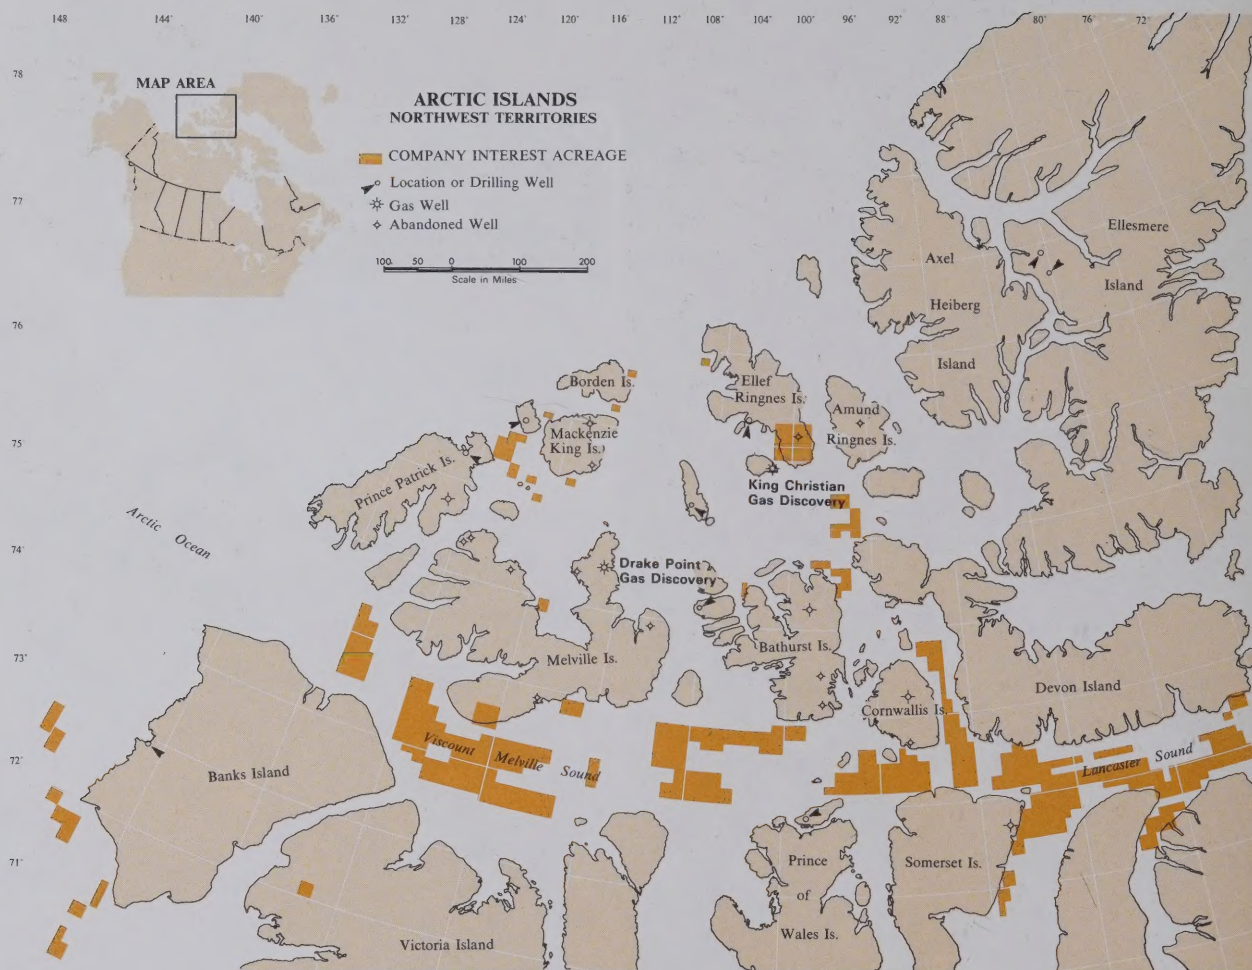 148 144° 140° 136° 132° 128° 124° 120° 116° 112° 108° 104° 100° 96° 92° 88° 80° 76° 72°
78
77
76
75
74°
73°
72°
71°
MAP AREA
ARCTIC ISLANDS
NORTHWEST TERRITORIES
COMPANY INTEREST ACREAGE
Location or Drilling Well
Gas Well
Abandoned Well
100 50 0 100 200
Scale in Miles
Ellesmere
Island
Axel
Heiberg
Island
Borden Is.
Ellef
Ringnes Is.
Amund
Ringnes Is.
Mackenzie
King Is.
Prince Patrick Is.
King Christian
Gas Discovery
Arctic Ocean
Drake Point
Gas Discovery
Melville Is.
Bathurst Is.
Cornwallis Is.
Devon Island
Viscount Melville Sound
Lancaster Sound
Banks Island
Prince
of
Wales Is.
Somerset Is.
Victoria Island